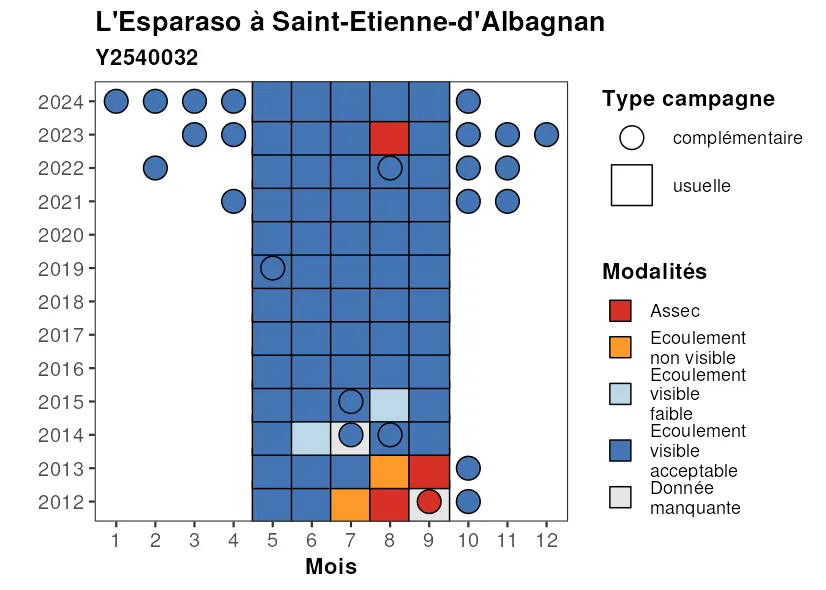 L'Esparaso à Saint-Etienne-d'Albagnan
Y2540032
2024
2023
2022
2021
2020
2019
2018
2017
2016
2015
2014
2013
2012
1 2 3 4 5 6 7 8 9 10 11 12
Mois
Type campagne
complémentaire
usuelle
Modalités
Assec
Ecoulement
non visible
Ecoulement
visible
faible
Ecoulement
visible
acceptable
Donnée
manquante